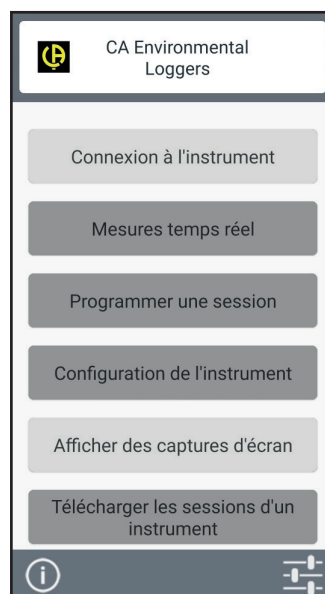 CA Environmental
Loggers
Connexion à l'instrument
Mesures temps réel
Programmer une session
Configuration de l'instrument
Afficher des captures d'écran
Télécharger les sessions d'un
instrument